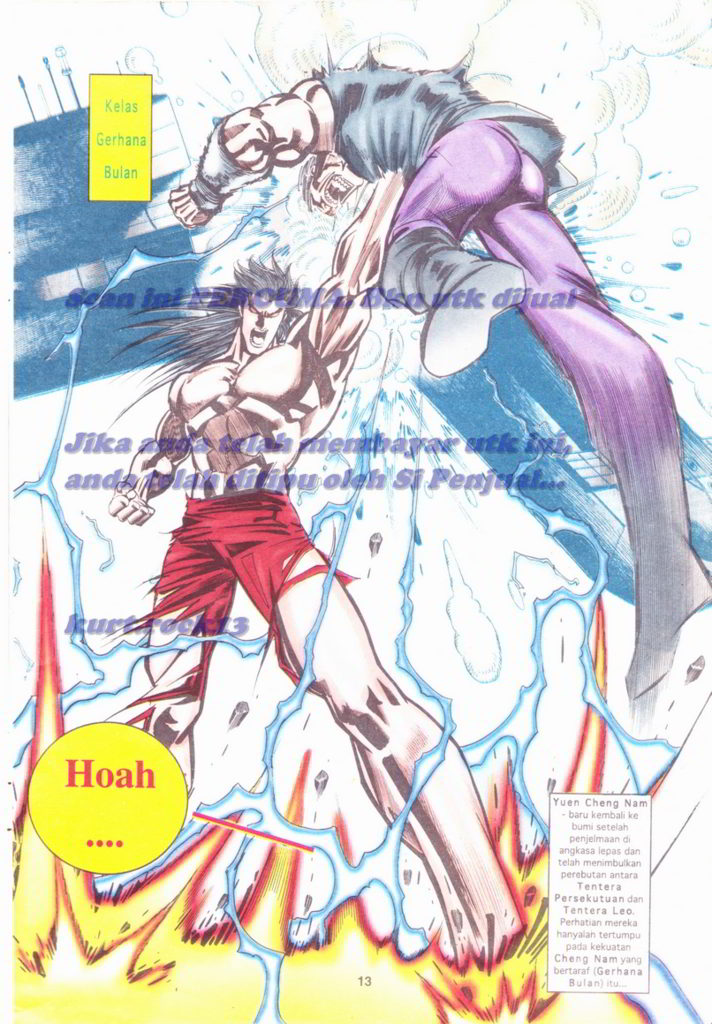 Kelas
Gerhana
Bulan
Scan ini PERCUMA. Bko utk diJual
Jika anda telah membayar utk ini,
anda telah ditipu oleh Si Penjual...
kurt.rock13
Hoah
....
Yuen Cheng Nam
- baru kembali ke
bumi setelah
penjelmaan di
angkasa lepas dan
telah menimbulkan
perebutan antara
Tentera
Persekutuan dan
Tentera Leo.
Perhatian mereka
hanyalah tertumpu
pada kekuatan
Cheng Nam yang
bertaraf (Gerhana
Bulan) itu...
13